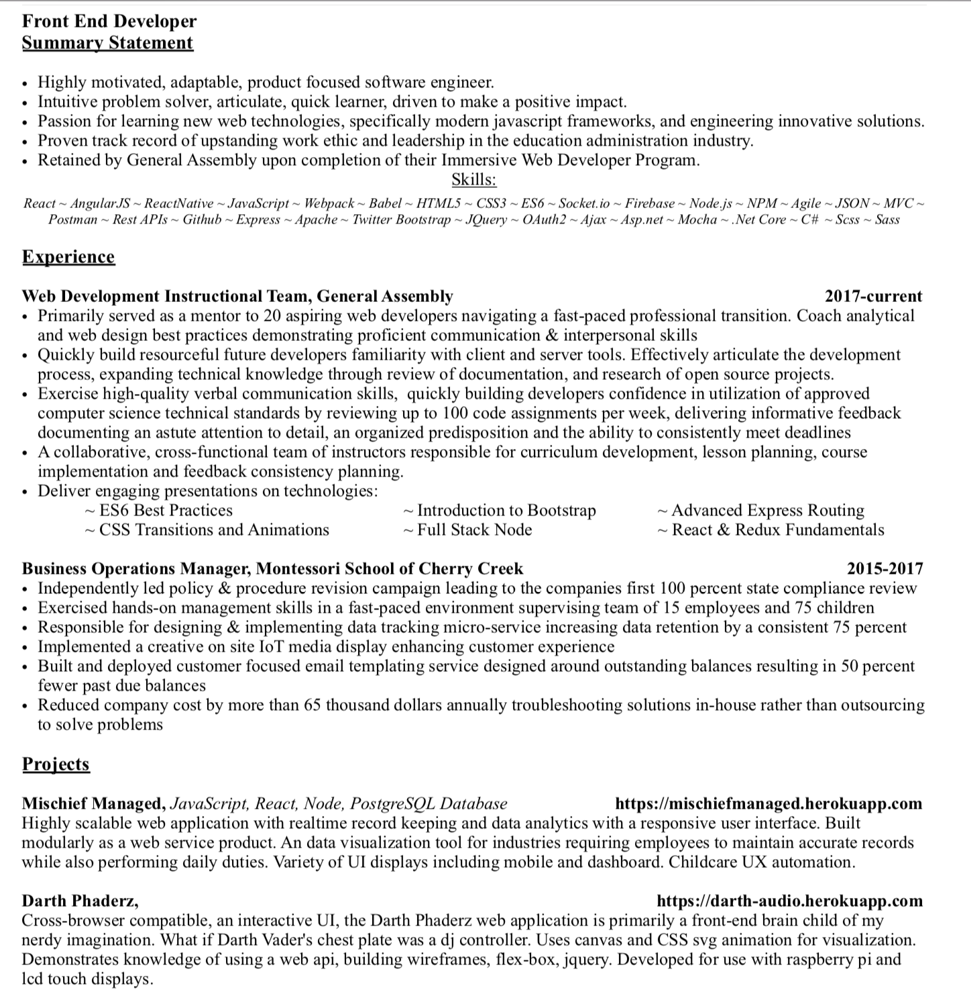 Front End Developer
Summary Statement
• Highly motivated, adaptable, product focused software engineer.
• Intuitive problem solver, articulate, quick learner, driven to make a positive impact.
• Passion for learning new web technologies, specifically modern javascript frameworks, and engineering innovative solutions.
• Proven track record of upstanding work ethic and leadership in the education administration industry.
• Retained by General Assembly upon completion of their Immersive Web Developer Program.
Skills:
React ~ AngularJS ~ ReactNative ~ JavaScript ~ Webpack ~ Babel ~ HTML5 ~ CSS3 ~ ES6 ~ Socket.io ~ Firebase ~ Node.js ~ NPM ~ Agile ~ JSON ~ MVC ~
Postman ~ Rest APIs ~ Github ~ Express ~ Apache ~ Twitter Bootstrap ~ JQuery ~ OAuth2 ~ Ajax ~ Asp.net ~ Mocha ~ .Net Core ~ C# ~ Scss ~ Sass
Experience
Web Development Instructional Team, General Assembly 2017-current
• Primarily served as a mentor to 20 aspiring web developers navigating a fast-paced professional transition. Coach analytical
and web design best practices demonstrating proficient communication & interpersonal skills
• Quickly build resourceful future developers familiarity with client and server tools. Effectively articulate the development
process, expanding technical knowledge through review of documentation, and research of open source projects.
• Exercise high-quality verbal communication skills,  quickly building developers confidence in utilization of approved
computer science technical standards by reviewing up to 100 code assignments per week, delivering informative feedback
documenting an astute attention to detail, an organized predisposition and the ability to consistently meet deadlines
• A collaborative, cross-functional team of instructors responsible for curriculum development, lesson planning, course
implementation and feedback consistency planning.
• Deliver engaging presentations on technologies:
~ ES6 Best Practices ~ Introduction to Bootstrap ~ Advanced Express Routing
~ CSS Transitions and Animations ~ Full Stack Node ~ React & Redux Fundamentals
Business Operations Manager, Montessori School of Cherry Creek 2015-2017
• Independently led policy & procedure revision campaign leading to the companies first 100 percent state compliance review
• Exercised hands-on management skills in a fast-paced environment supervising team of 15 employees and 75 children
• Responsible for designing & implementing data tracking micro-service increasing data retention by a consistent 75 percent
• Implemented a creative on site IoT media display enhancing customer experience
• Built and deployed customer focused email templating service designed around outstanding balances resulting in 50 percent
fewer past due balances
• Reduced company cost by more than 65 thousand dollars annually troubleshooting solutions in-house rather than outsourcing
to solve problems
Projects
Mischief Managed, JavaScript, React, Node, PostgreSQL Database https://mischiefmanaged.herokuapp.com
Highly scalable web application with realtime record keeping and data analytics with a responsive user interface. Built
modularly as a web service product. An data visualization tool for industries requiring employees to maintain accurate records
while also performing daily duties. Variety of UI displays including mobile and dashboard. Childcare UX automation.
Darth Phaderz, https://darth-audio.herokuapp.com
Cross-browser compatible, an interactive UI, the Darth Phaderz web application is primarily a front-end brain child of my
nerdy imagination. What if Darth Vader's chest plate was a dj controller. Uses canvas and CSS svg animation for visualization.
Demonstrates knowledge of using a web api, building wireframes, flex-box, jquery. Developed for use with raspberry pi and
lcd touch displays.